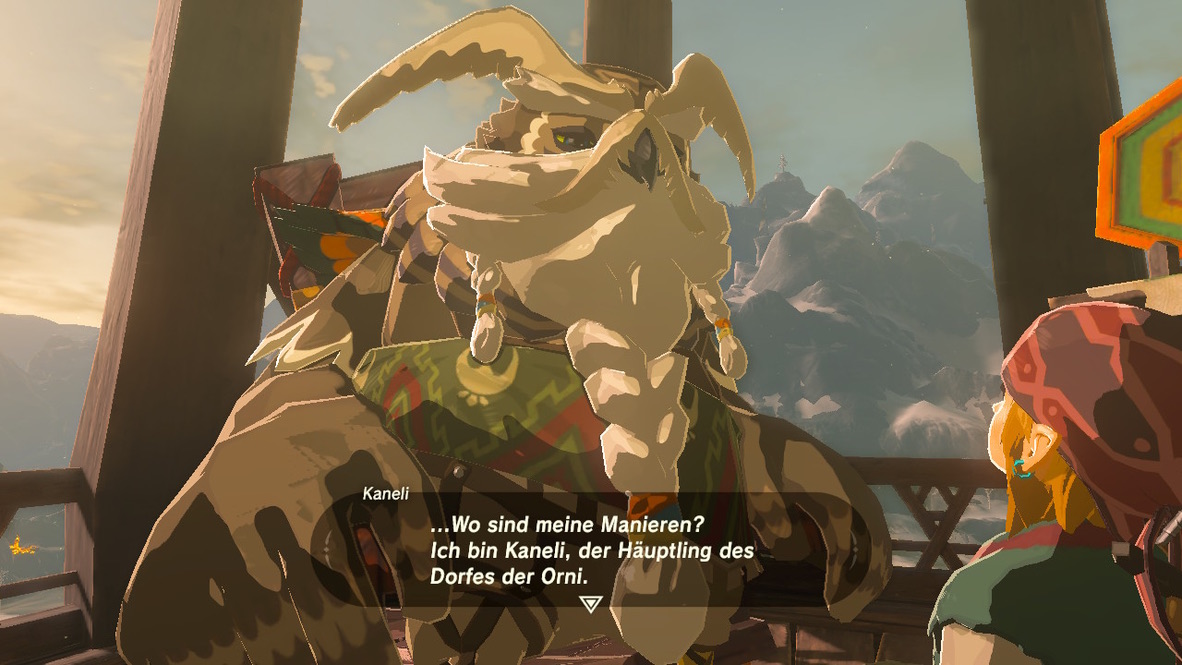 Kaneli
...Wo sind meine Manieren?
Ich bin Kaneli, der Häuptling des
Dorfes der Orni.